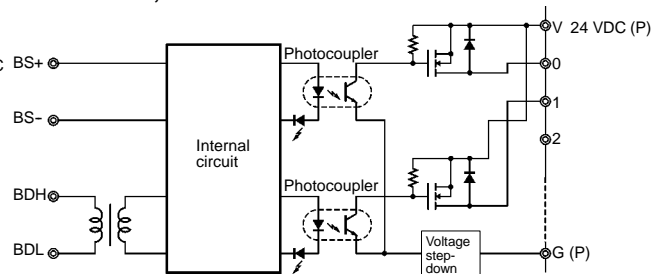 V 24 VDC (P)
Photocoupler
C BS+
0
1
BS−
2
Internal
circuit
Photocoupler
BDH
Voltage
step-
down
BDL
G (P)